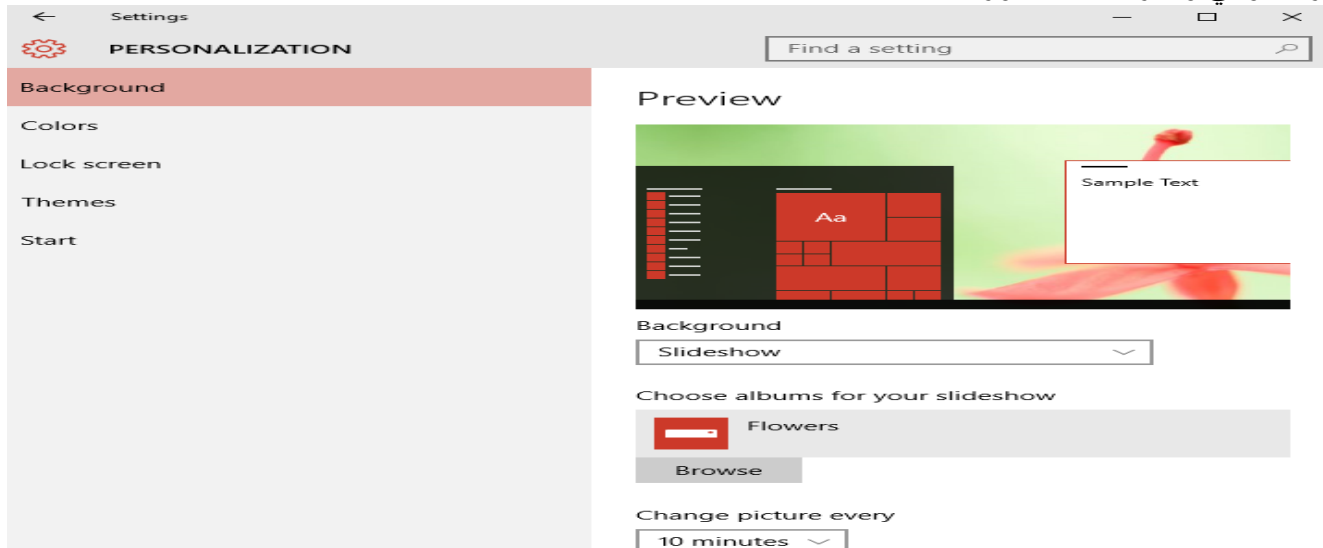 Settings
PERSONALIZATION
Find a setting
Background
Colors
Lock screen
Themes
Start
Preview
Sample Text
Aa
Background
Slideshow
Choose albums for your slideshow
Flowers
Browse
Change picture every
10 minutes